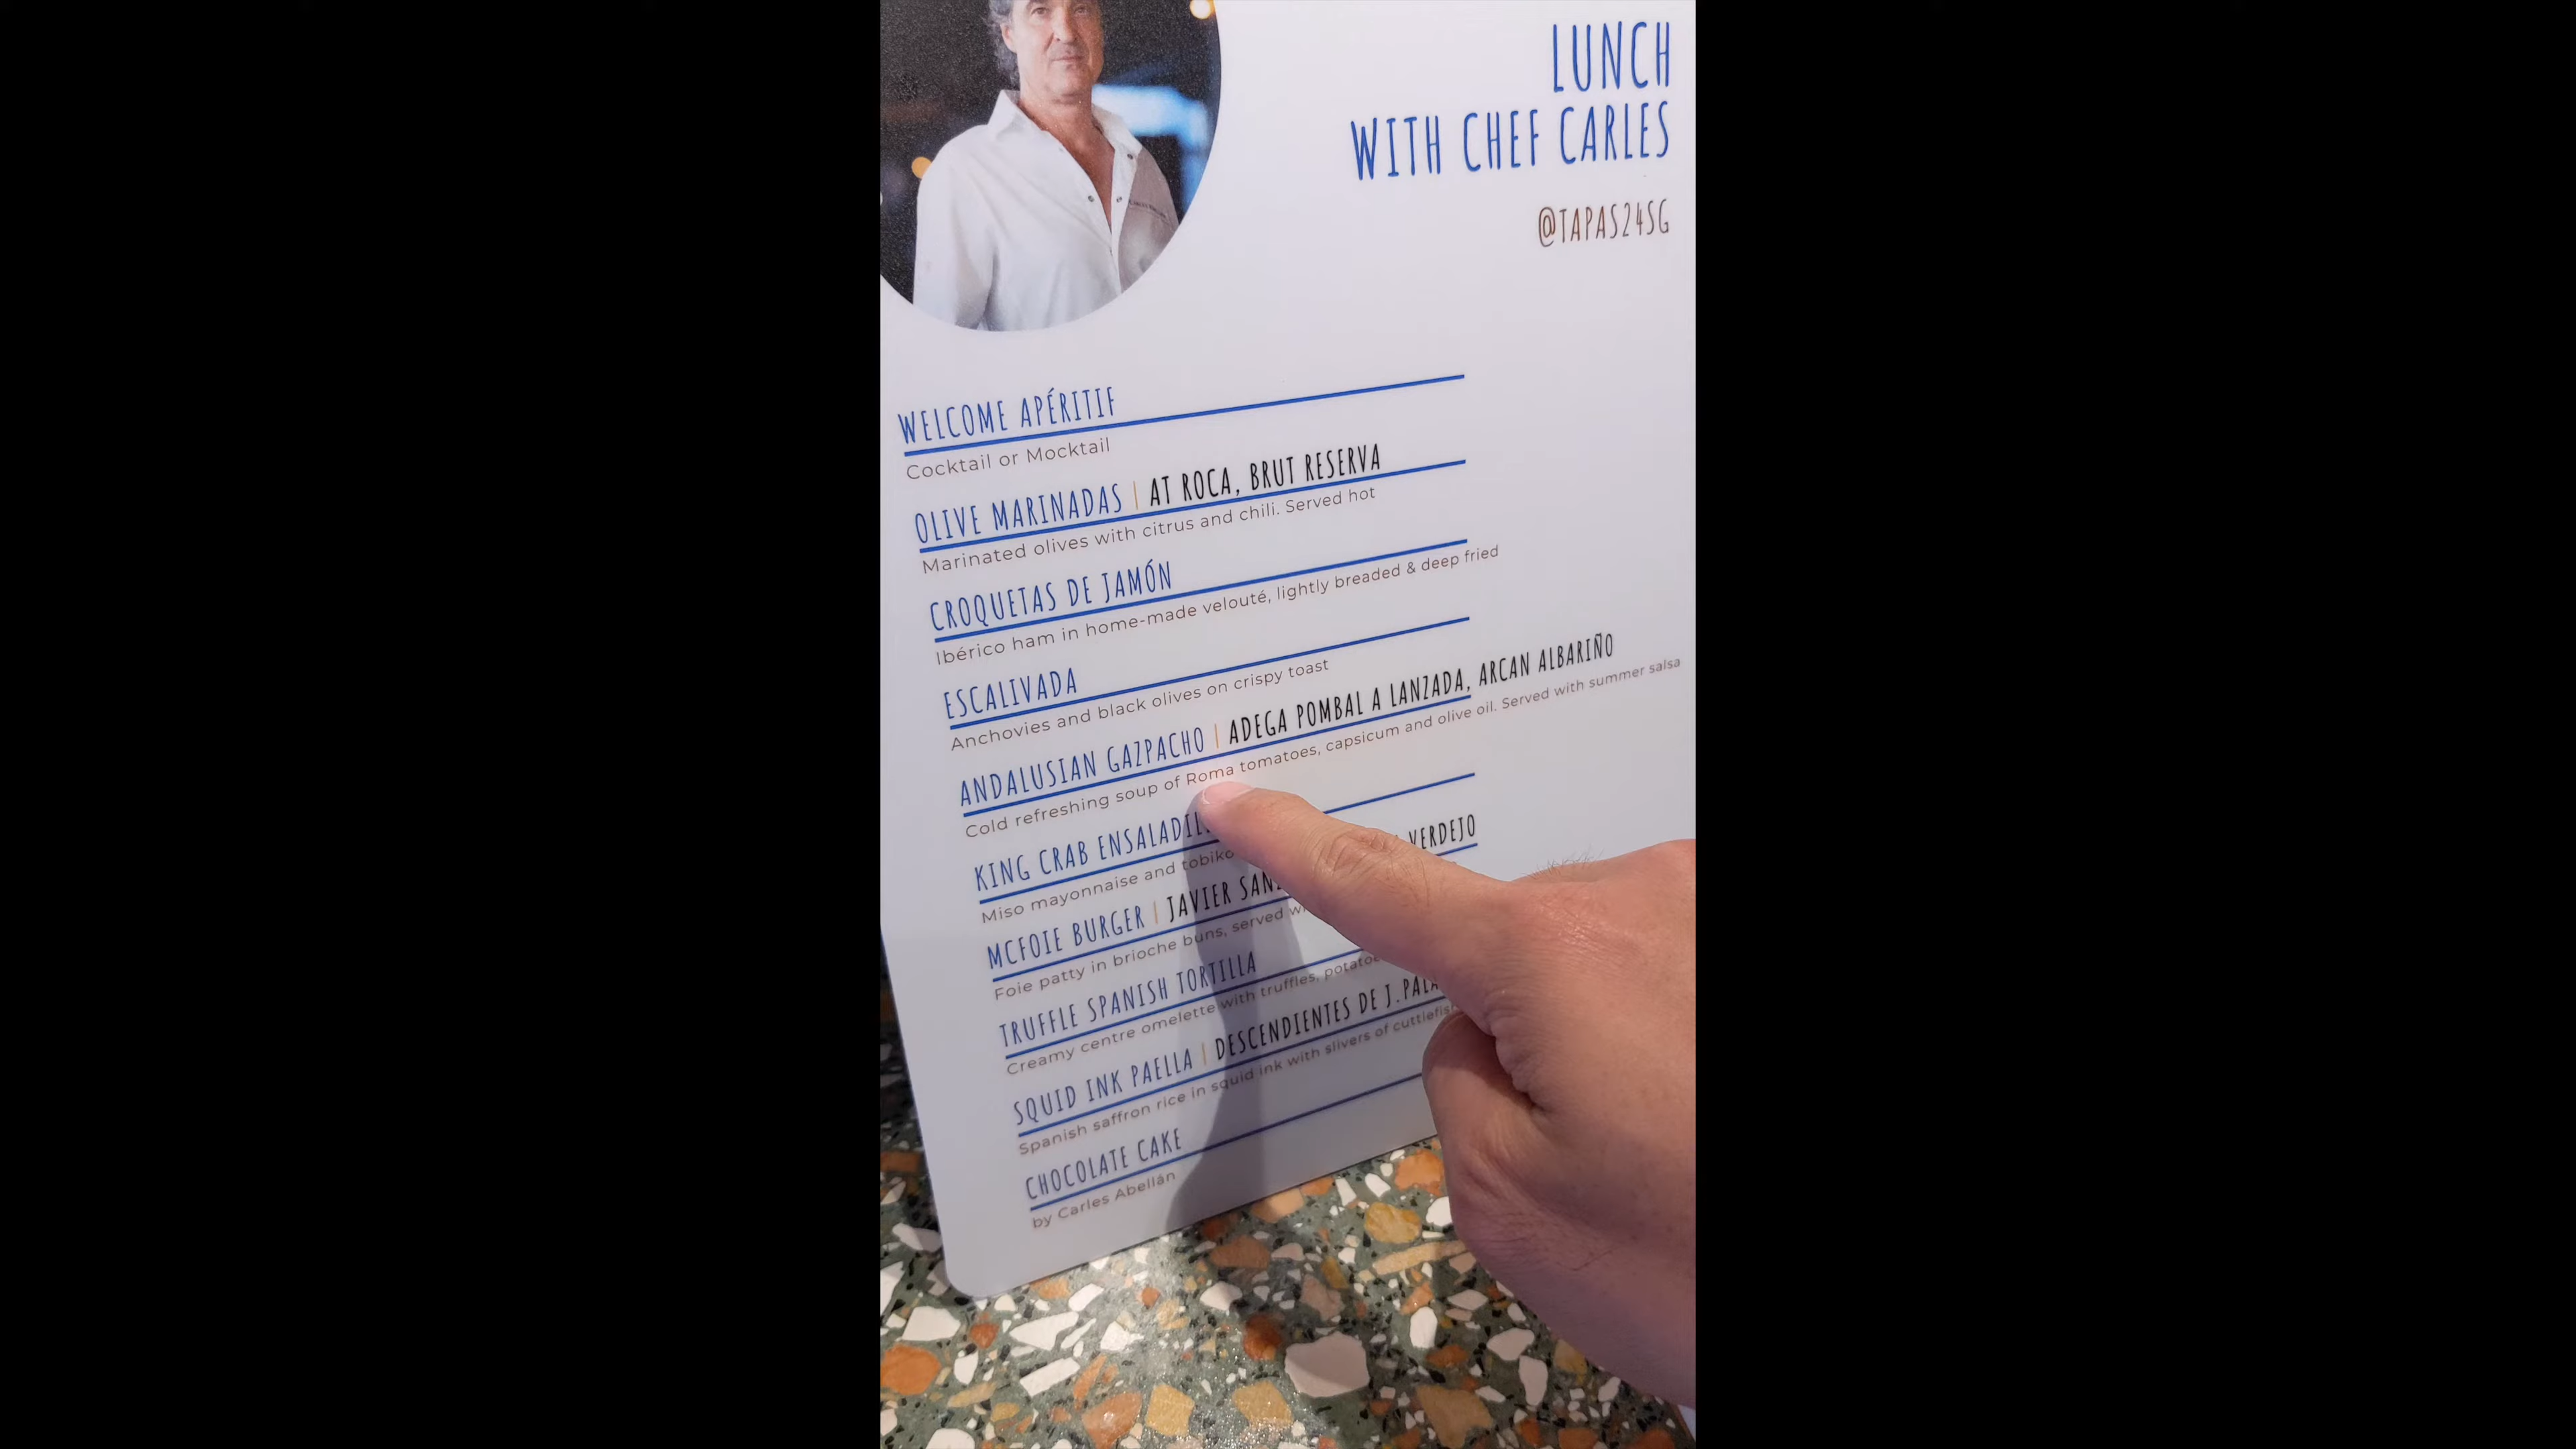 LUNCH
WITH CHEF CARLES
@TAPAS24SG
WELCOME APÉRITIF
Cocktail or Mocktail
OLIVE MARINADAS | AT ROCA, BRUT RESERVA
Marinated olives with citrus and chili. Served hot
CROQUETAS DE JAMÓN
Ibérico ham in home-made velouté, lightly breaded & deep fried
ESCALIVADA
Anchovies and black olives on crispy toast
ANDALUSIAN GAZPACHO | ADEGA POMBAL A LANZADA, ARCAN ALBARIÑO
Cold refreshing soup of Roma tomatoes, capsicum and olive oil. Served with summer salsa
KING CRAB
Miso mayonnaise and tobiko
MCFOIE BURGER | JAVIER VERDEJO
Foie patty in brioche buns, served
TRUFFLE SPANISH TORTILLA
Creamy centre omelette with truffles,
SQUID INK PAELLA | DESCENDIENTES DE J.
Spanish saffron rice in squid ink with slivers of
CHOCOLATE CAKE
by Carles Abellán